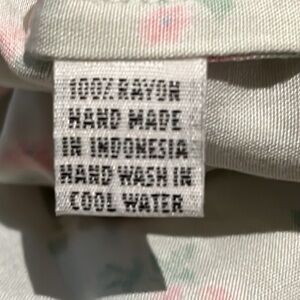 100% RAYON
HAND MADE
IN INDONESIA
HAND WASH IN
COOL WATER